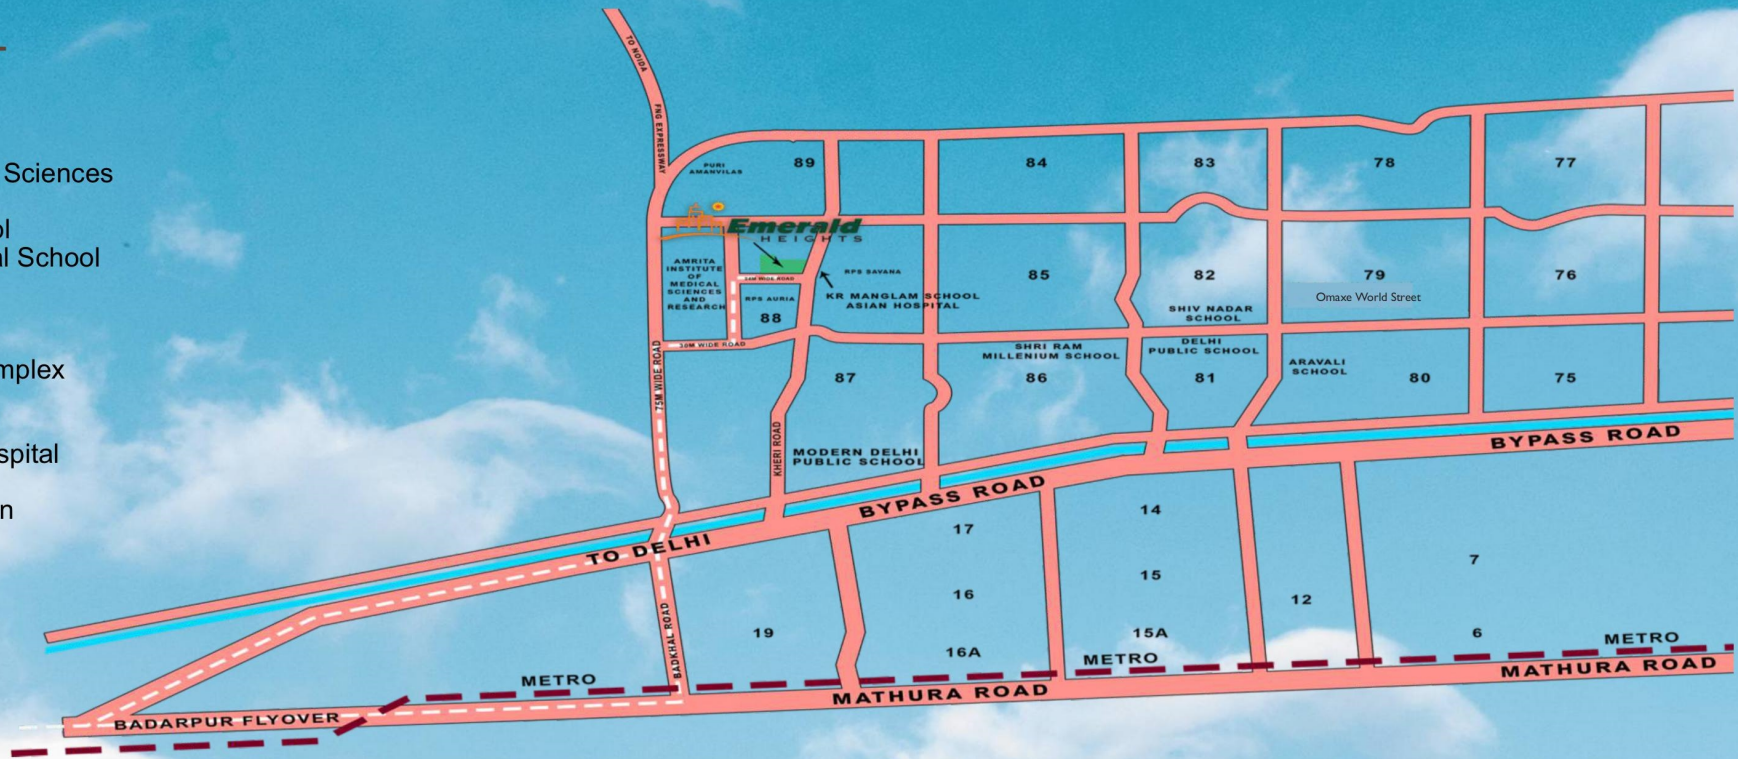 Sciences
al School
mplex
spital
TO NOIDA
FNG EXPRESSWAY
PURI
AMANVILAS
89
84
83
78
77
Emerald
HEIGHTS
AMRITA
INSTITUTE
OF
MEDICAL
SCIENCES
AND
RESEARCH
24M WIDE ROAD
RPS AURIA
88
RPS SAVANA
KR MANGLAM SCHOOL
ASIAN HOSPITAL
85
82
SHIV NADAR
SCHOOL
79
Omaxe World Street
76
30M WIDE ROAD
75M WIDE ROAD
87
SHRI RAM
MILLENIUM SCHOOL
86
DELHI
PUBLIC SCHOOL
81
ARAVALI
SCHOOL
80
75
KHERI ROAD
MODERN DELHI
PUBLIC SCHOOL
BYPASS ROAD
BYPASS ROAD
TO DELHI
17
14
16
15
7
12
19
16A
15A
6
BADKHAL ROAD
METRO
METRO
METRO
MATHURA ROAD
MATHURA ROAD
BADARPUR FLYOVER